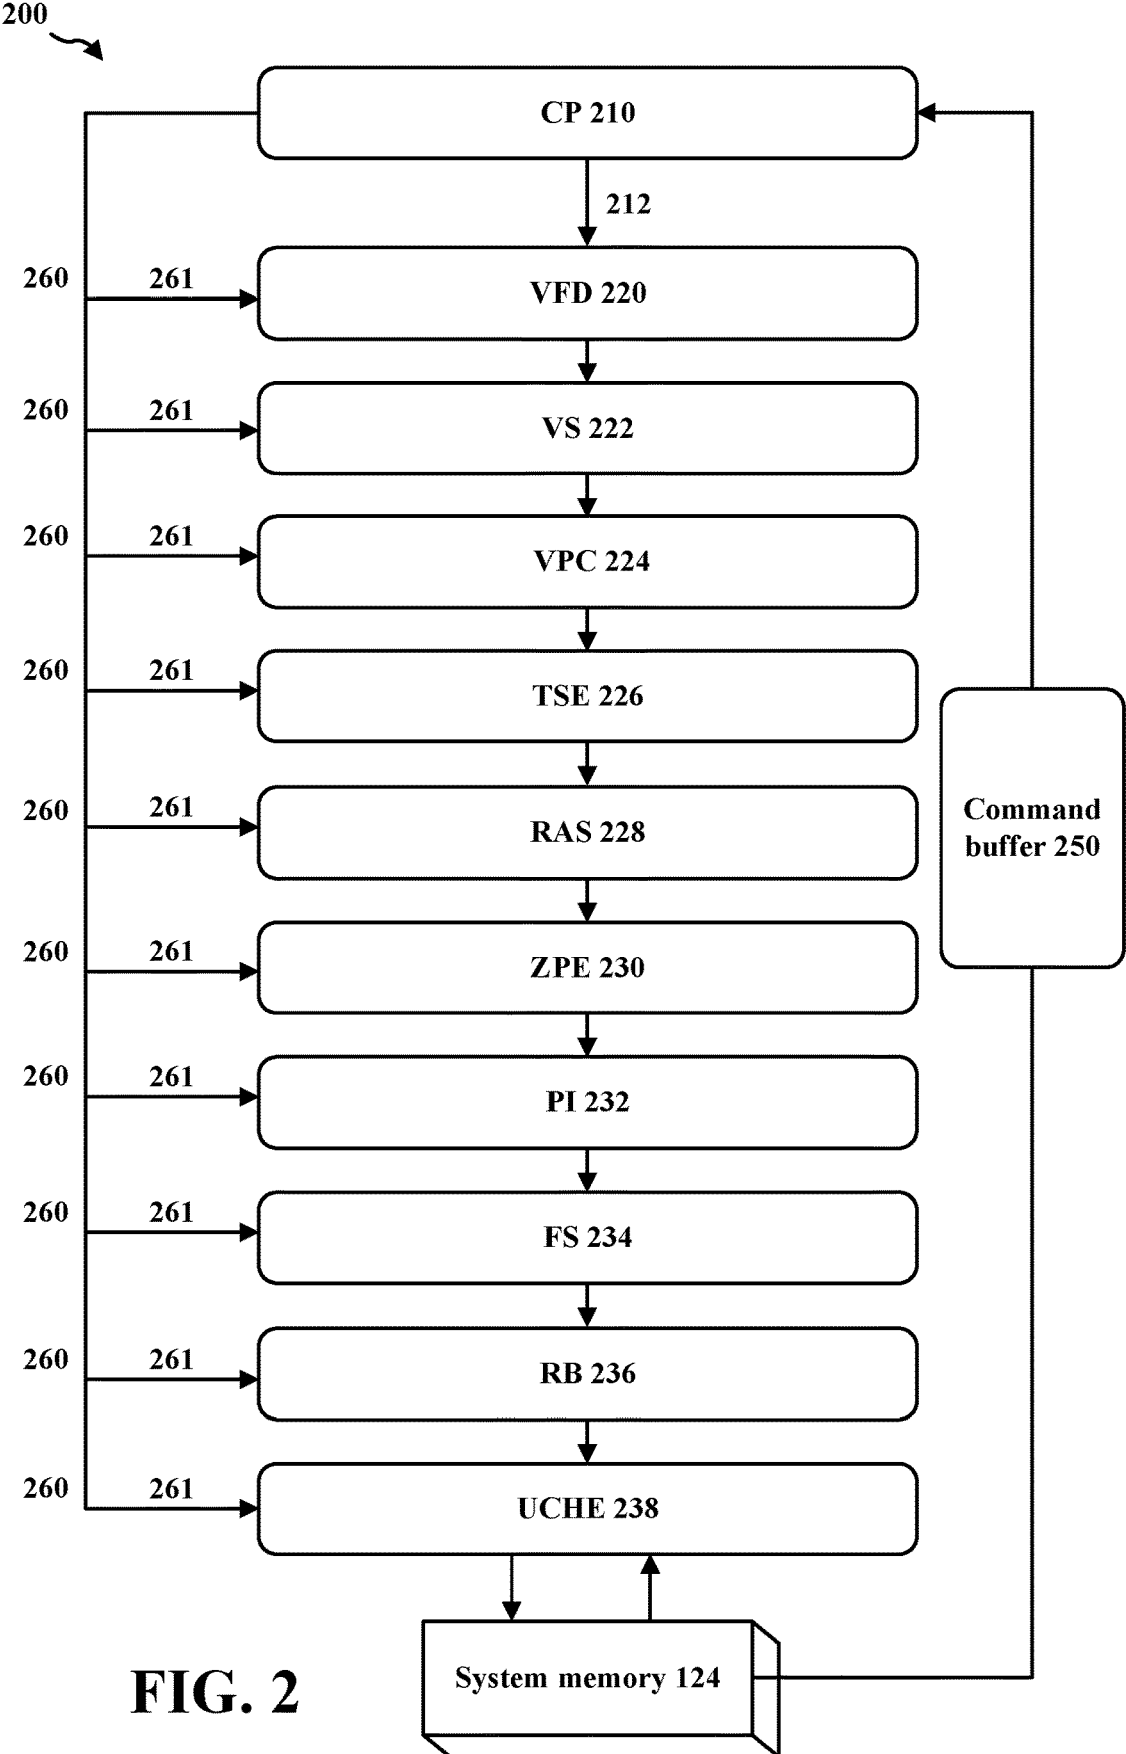 200
CP 210
212
260
261
VFD 220
260
261
VS 222
260
261
VPC 224
260
261
TSE 226
260
261
RAS 228
Command
buffer 250
260
261
ZPE 230
260
261
PI 232
260
261
FS 234
260
261
RB 236
260
261
UCHE 238
System memory 124
FIG. 2